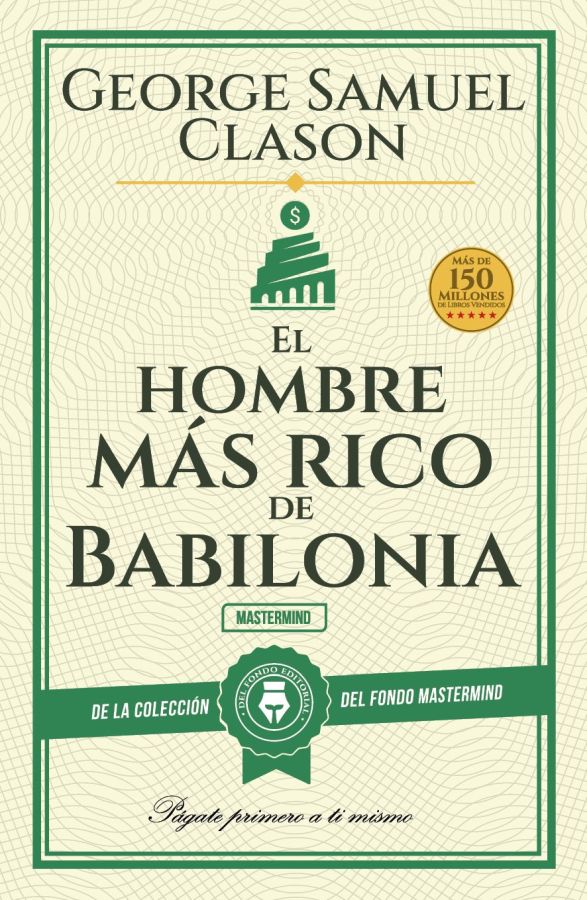 George Samuel
Clason
$
MÁS DE
150
MILLONES
DE LIBROS VENDIDOS
El
HOMBRE
MÁS RICO
DE
BABILONIA
MASTERMIND
DE LA COLECCIÓN
DEL FONDO EDITORIAL
DEL FONDO MASTERMIND
Págate primero a ti mismo